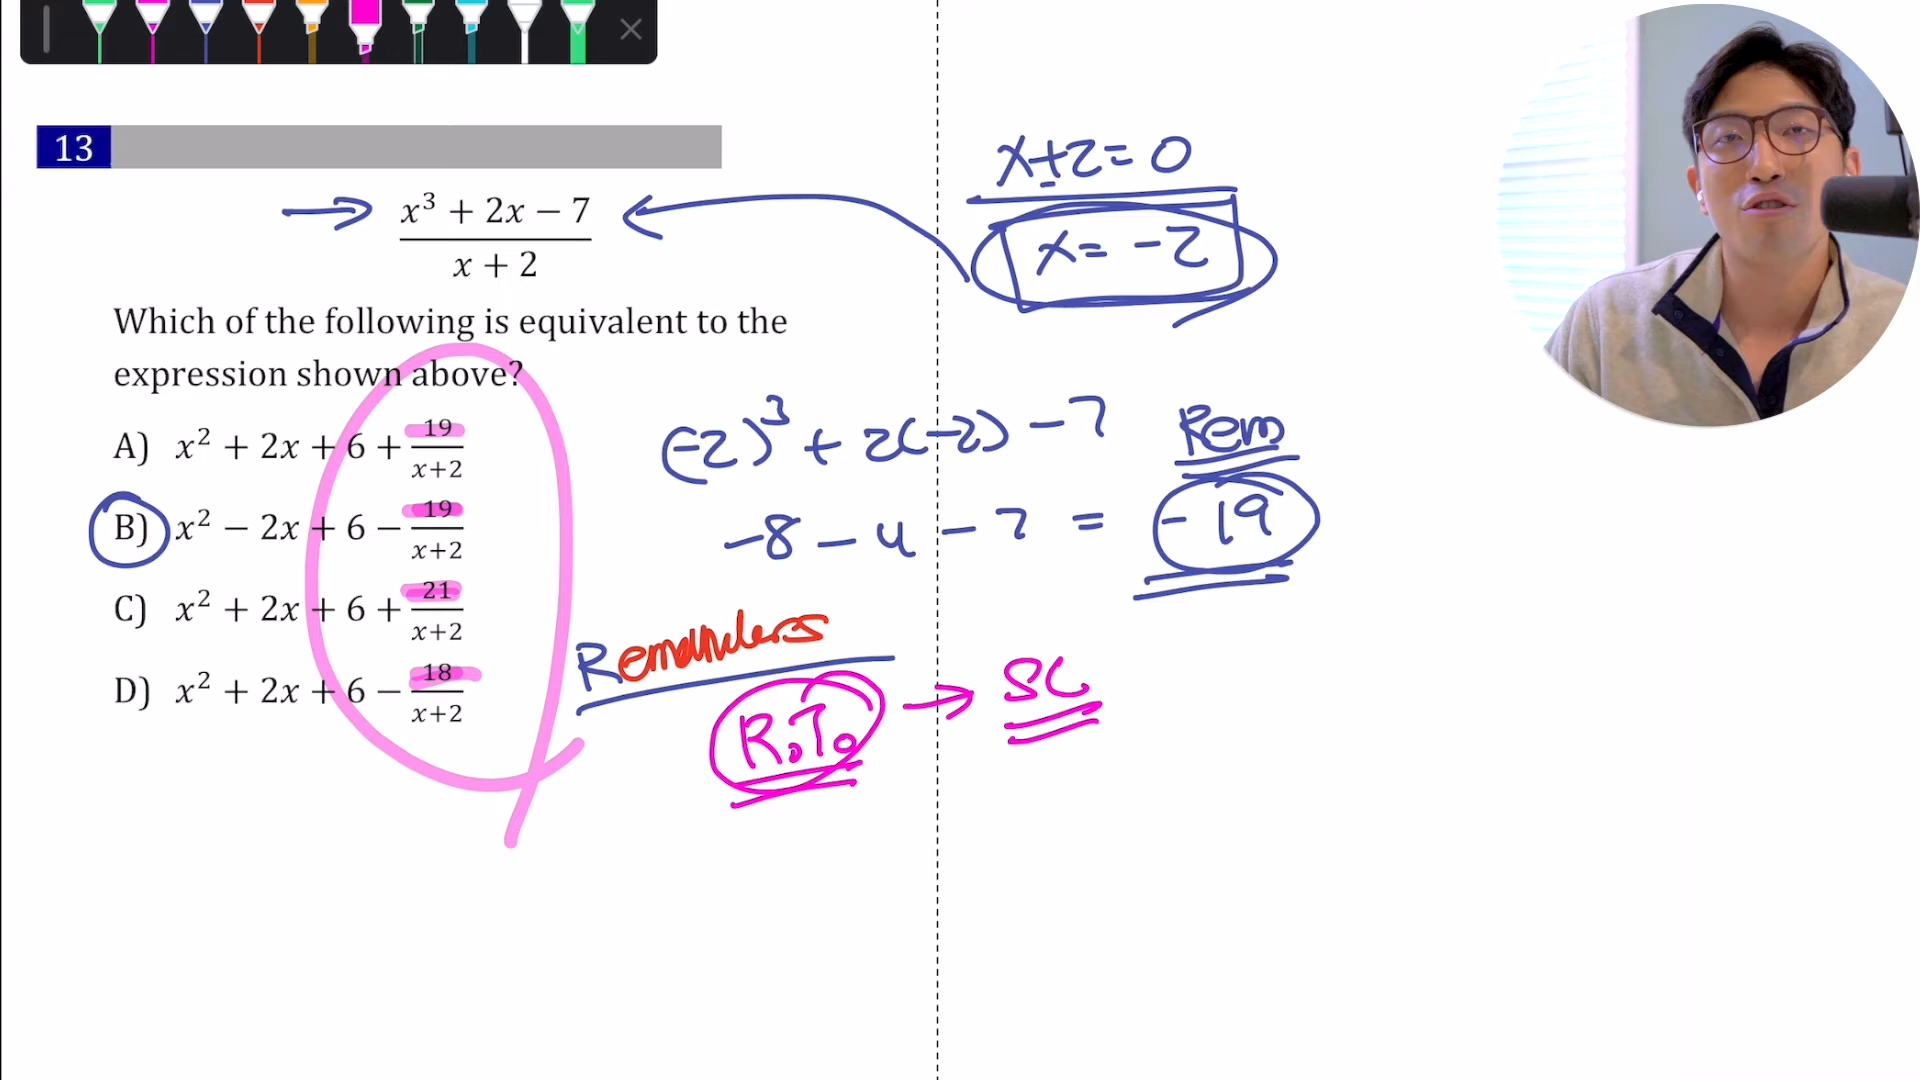 13
x³ + 2x − 7
x + 2
Which of the following is equivalent to the
expression shown above?
A) x² + 2x + 6 + 19/x+2
B) x² − 2x + 6 − 19/x+2
C) x² + 2x + 6 + 21/x+2
D) x² + 2x + 6 − 18/x+2
x+2=0
x= -2
(-2)³ + 2(-2) - 7
Rem
-8 - 4 - 7 = -19
Remainders
R.T. → SC